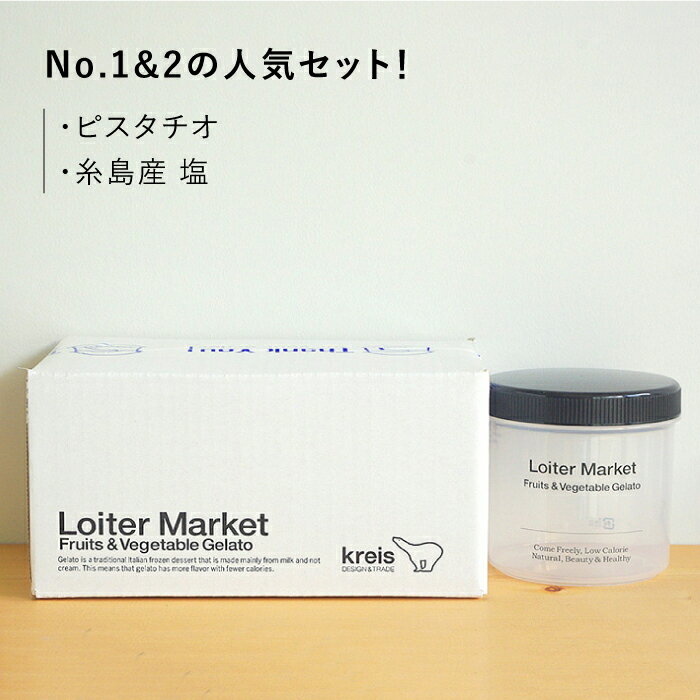 No.1&2の人気セット！
・ピスタチオ
・糸島産 塩
Thank You!
Loiter Market
Fruits & Vegetable Gelato
Gelato is a traditional Italian frozen dessert that is made mainly from milk and not
cream. This means that gelato has more flavor with fewer calories.
kreis
DESIGN & TRADE
Loiter Market
Fruits & Vegetable Gelato
Come Freely, Low Calorie
Natural, Beauty & Healthy